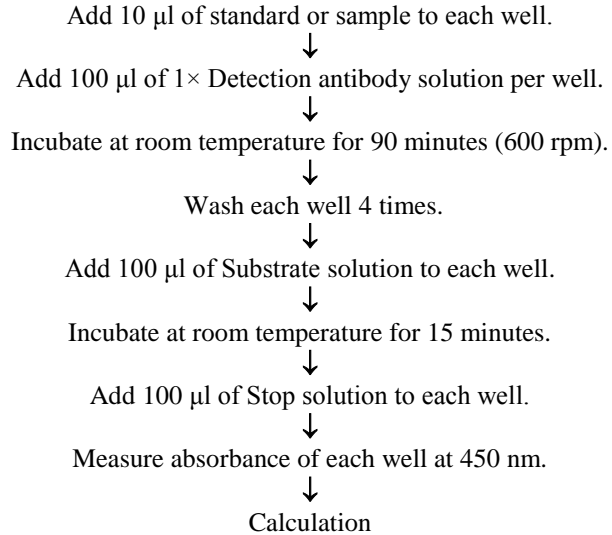 Add 10 μl of standard or sample to each well.
↓
Add 100 μl of 1× Detection antibody solution per well.
↓
Incubate at room temperature for 90 minutes (600 rpm).
↓
Wash each well 4 times.
↓
Add 100 μl of Substrate solution to each well.
↓
Incubate at room temperature for 15 minutes.
↓
Add 100 μl of Stop solution to each well.
↓
Measure absorbance of each well at 450 nm.
↓
Calculation